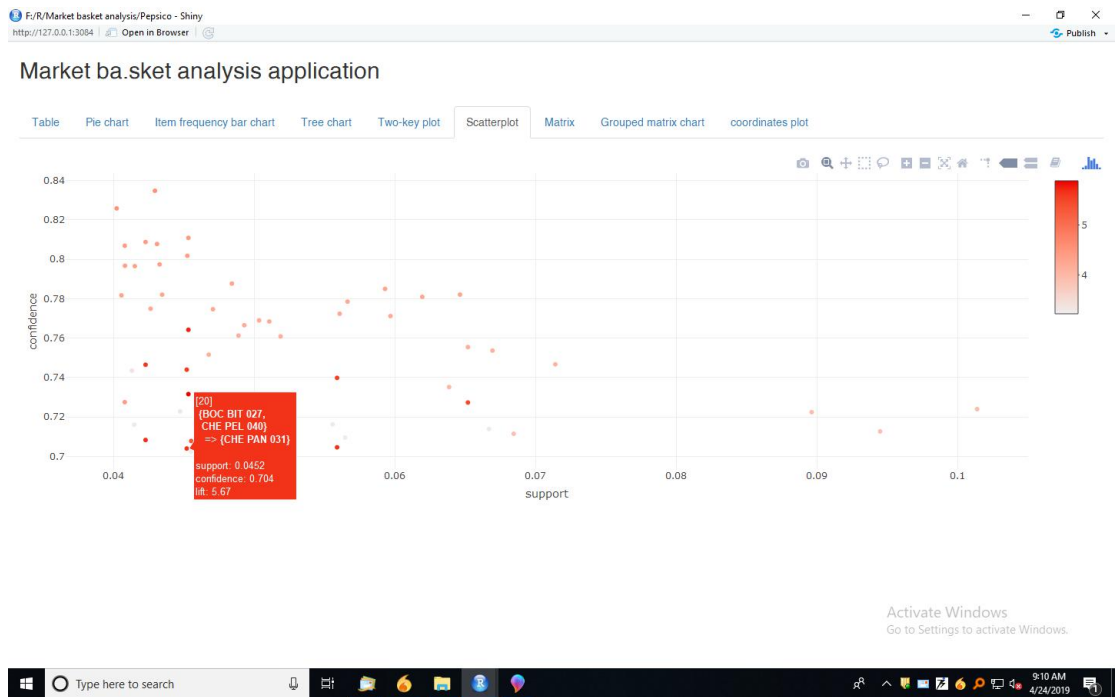 F:/R/Market basket analysis/Pepsico - Shiny
http://127.0.0.1:3084 Open in Browser Publish
Market ba.sket analysis application
Table Pie chart Item frequency bar chart Tree chart Two-key plot Scatterplot Matrix Grouped matrix chart coordinates plot
0.84
0.82
0.8
0.78
0.76
0.74
0.72
0.7
confidence
5
4
[20]
{BOC BIT 027,
CHE PEL 040}
=> {CHE PAN 031}
support: 0.0452
confidence: 0.704
lift: 5.67
0.04 0.06 0.07 0.08 0.09 0.1
support
Activate Windows
Go to Settings to activate Windows.
Type here to search
9:10 AM
4/24/2019